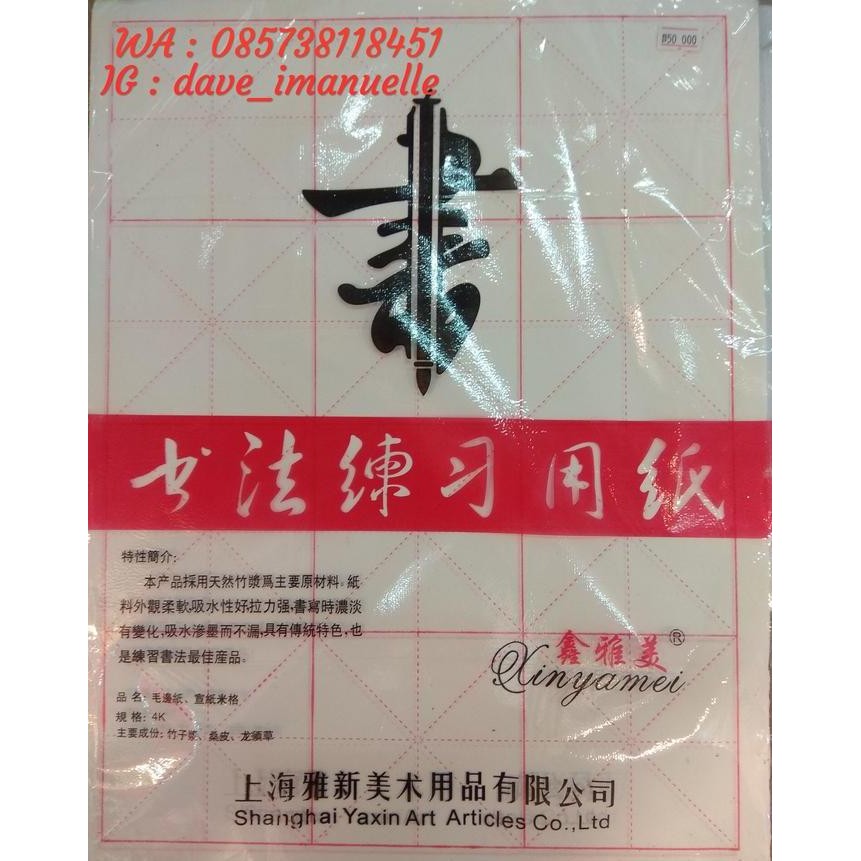 WA : 085738118451
IG : dave_imanuelle
850 000
書
书法练习用纸
特性簡介:
本产品採用天然竹漿爲主要原材料。紙
料外觀柔軟,吸水性好拉力强,書寫時濃淡
有變化,吸水滲墨而不漏,具有傳統特色,也
是練習書法最佳産品。
鑫雅美®
Xinyamei
品 名: 毛邊紙、宣紙米格
規 格: 4K
主要成份: 竹子漿、桑皮、龙須草
上海雅新美术用品有限公司
Shanghai Yaxin Art Articles Co.,Ltd